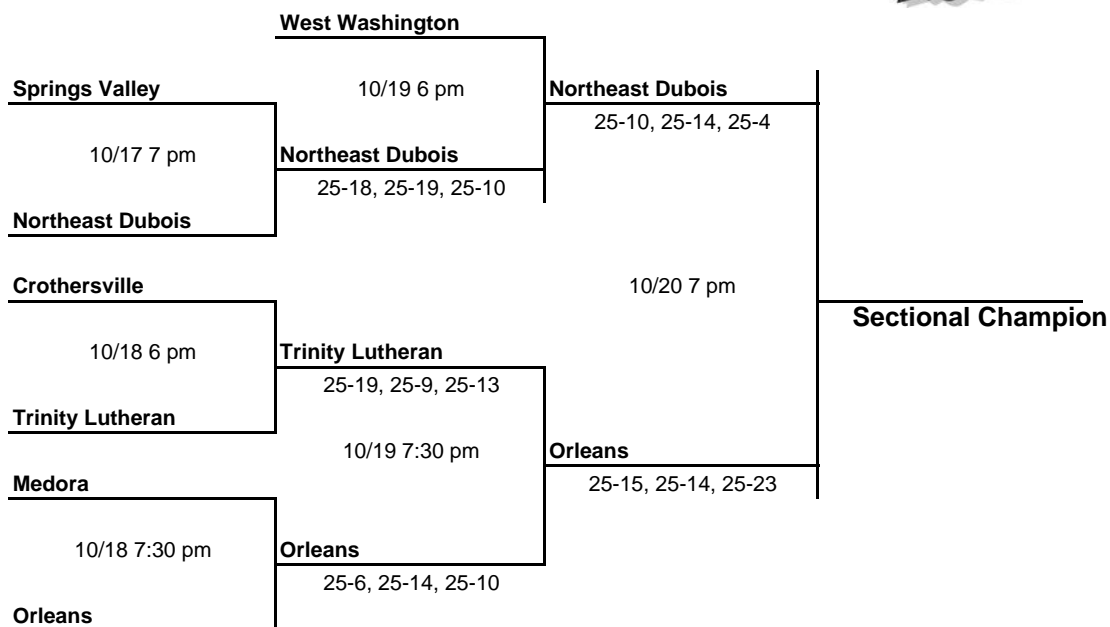 West Washington
Springs Valley
10/19 6 pm
Northeast Dubois
25-10, 25-14, 25-4
10/17 7 pm
Northeast Dubois
25-18, 25-19, 25-10
Northeast Dubois
Crothersville
10/20 7 pm
Sectional Champion
10/18 6 pm
Trinity Lutheran
25-19, 25-9, 25-13
Trinity Lutheran
10/19 7:30 pm
Orleans
25-15, 25-14, 25-23
Medora
10/18 7:30 pm
Orleans
25-6, 25-14, 25-10
Orleans